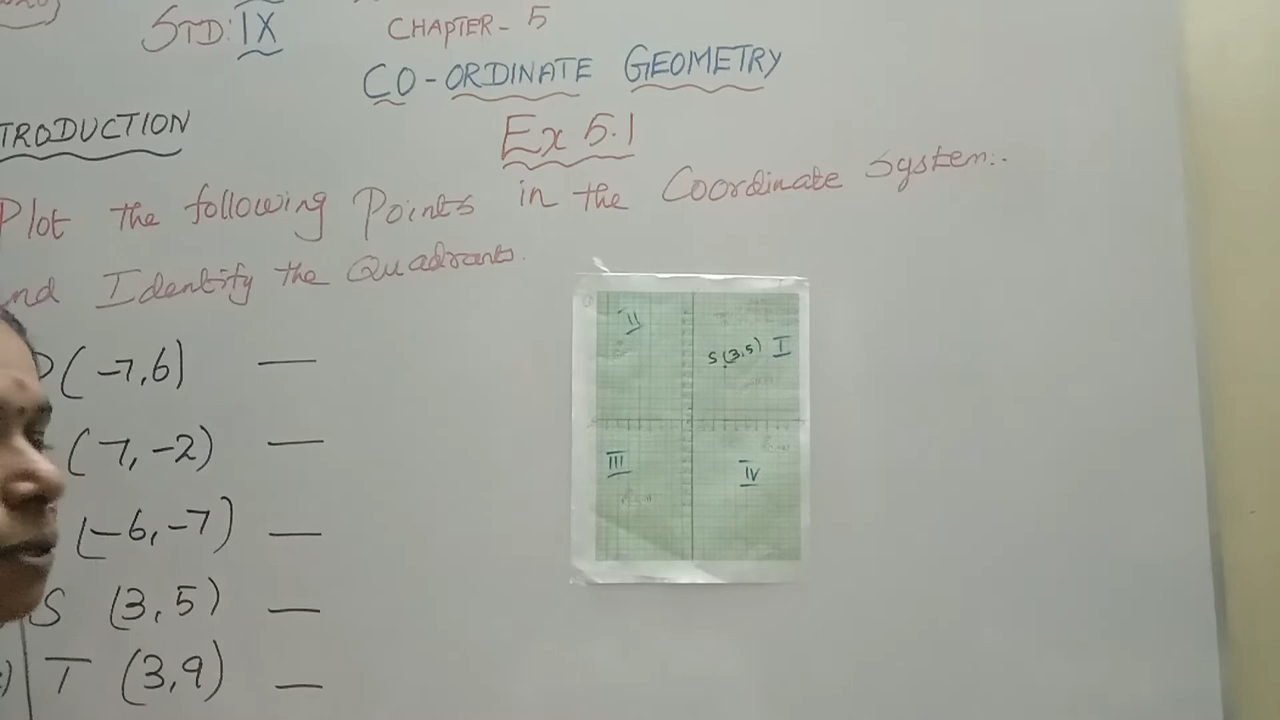 STD: IX
CHAPTER - 5
CO-ORDINATE GEOMETRY
TRODUCTION
Ex 5.1
Plot the following Points in the Coordinate System:.
nd Identify the Quadrants.
II
S(3,5) I
III
IV
P(-7,6) —
(7,-2) —
(-6,-7) —
S (3,5) —
) T (3,9) —